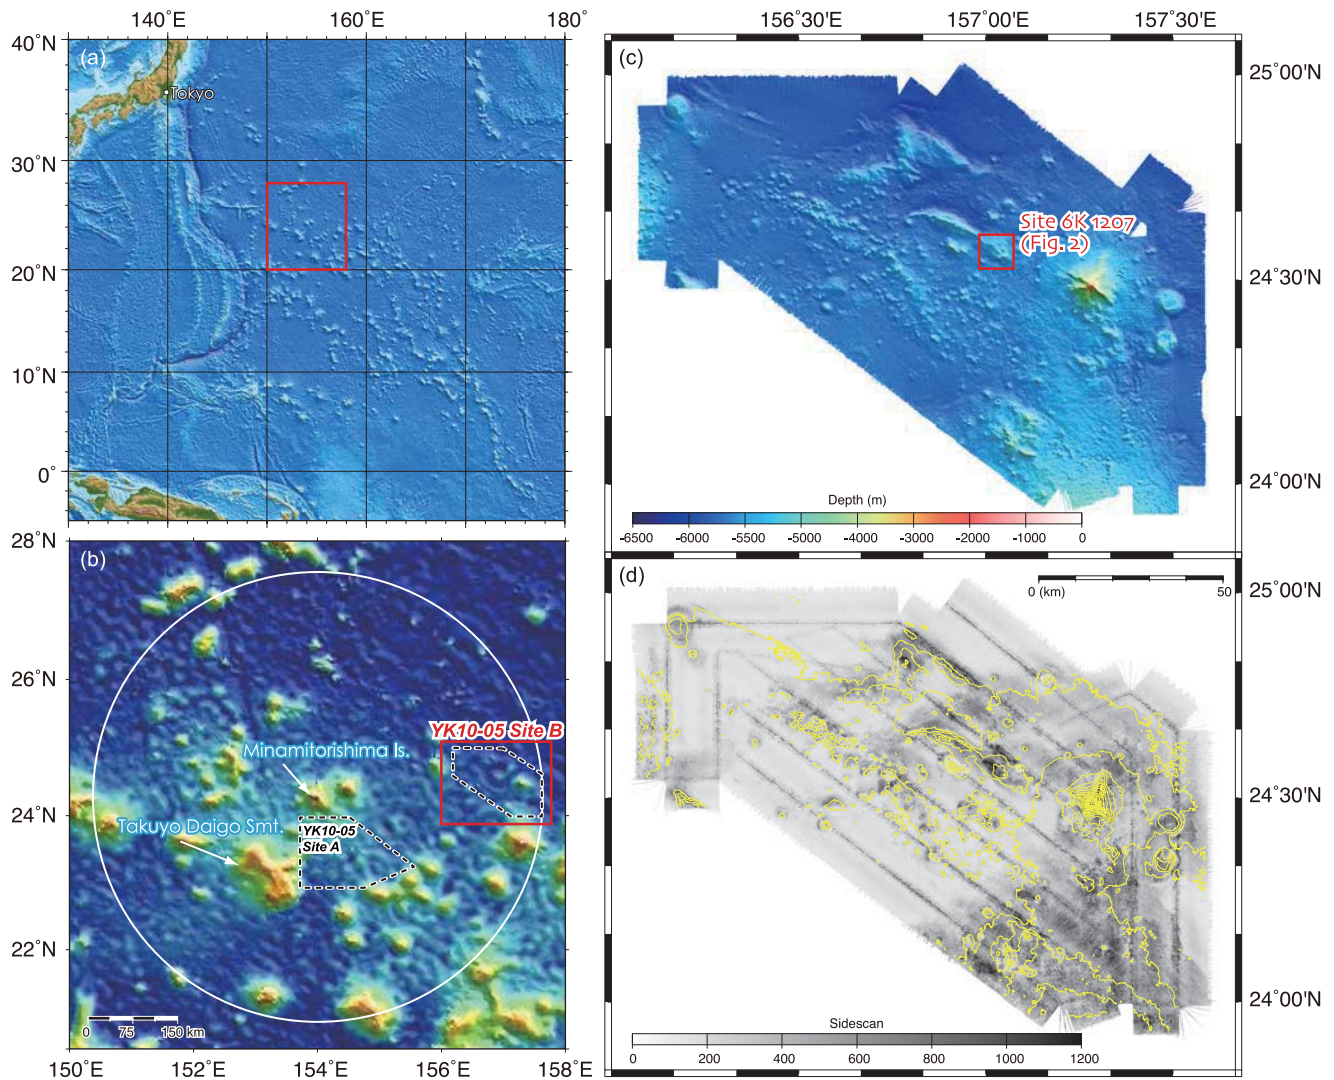 140°E 160°E 180°
40°N
30°N
20°N
10°N
0°
(a)
Tokyo
28°N
26°N
24°N
22°N
(b)
YK10-05 Site B
Minamitorishima Is.
Takuyo Daigo Smt.
YK10-05
Site A
0 75 150 km
150°E 152°E 154°E 156°E 158°E
156°30'E 157°00'E 157°30'E
(c)
25°00'N
24°30'N
24°00'N
Site 6K 1207
(Fig. 2)
Depth (m)
-6500 -6000 -5500 -5000 -4000 -3000 -2000 -1000 0
(d)
0 (km) 50
25°00'N
24°30'N
24°00'N
Sidescan
0 200 400 600 800 1000 1200